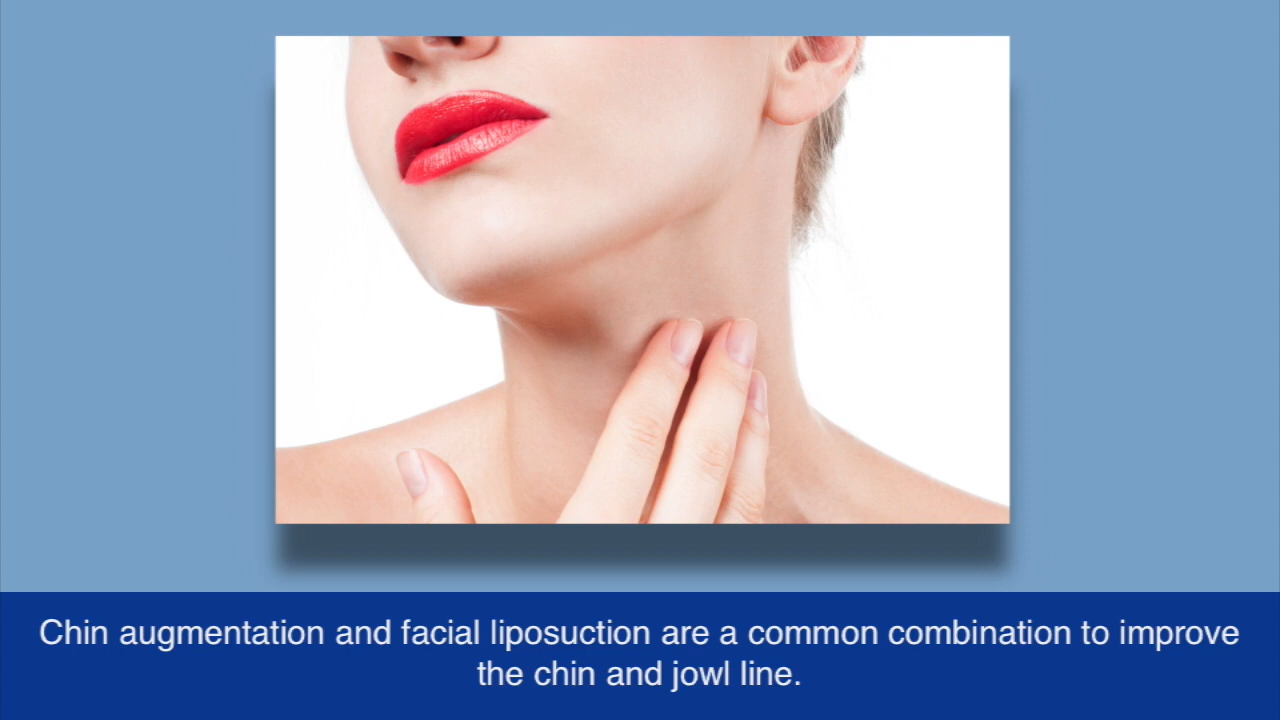 Chin augmentation and facial liposuction are a common combination to improve
the chin and jowl line.